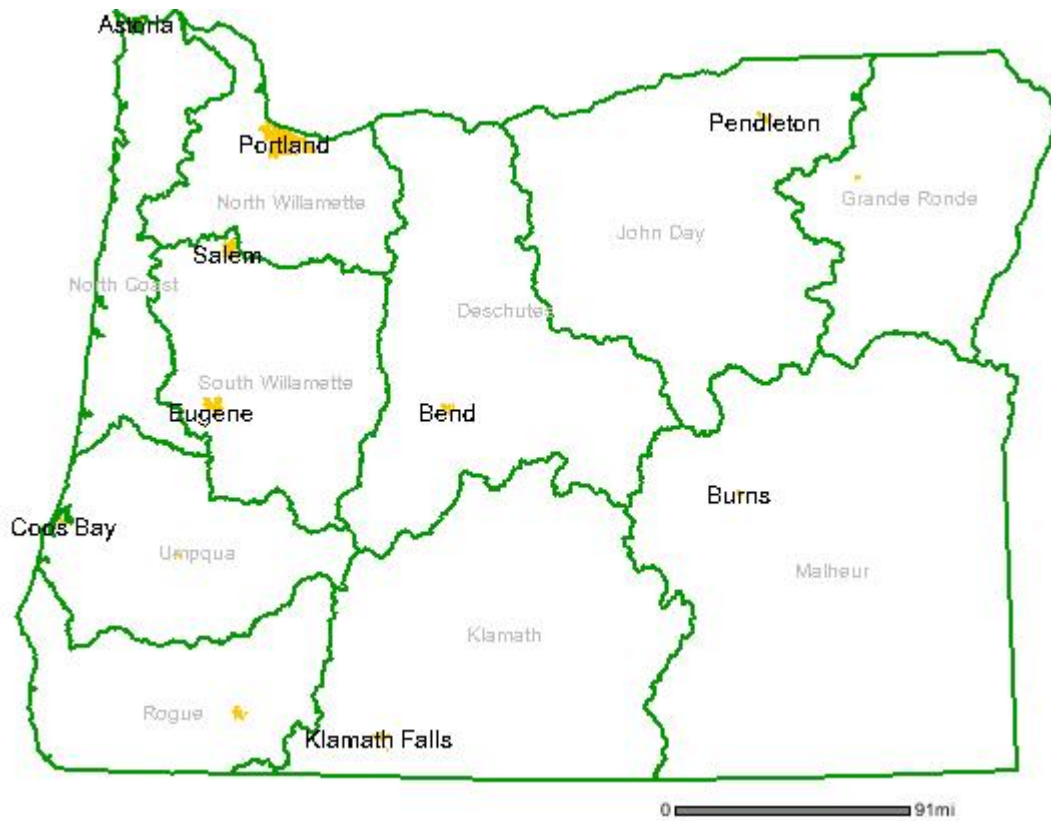 Astoria
Pendleton
Portland
North Willamette
Grande Ronde
John Day
Salem
North Coast
Deschutes
South Willamette
Eugene
Bend
Burns
Coos Bay
Umpqua
Malheur
Klamath
Rogue
Klamath Falls
0 91mi